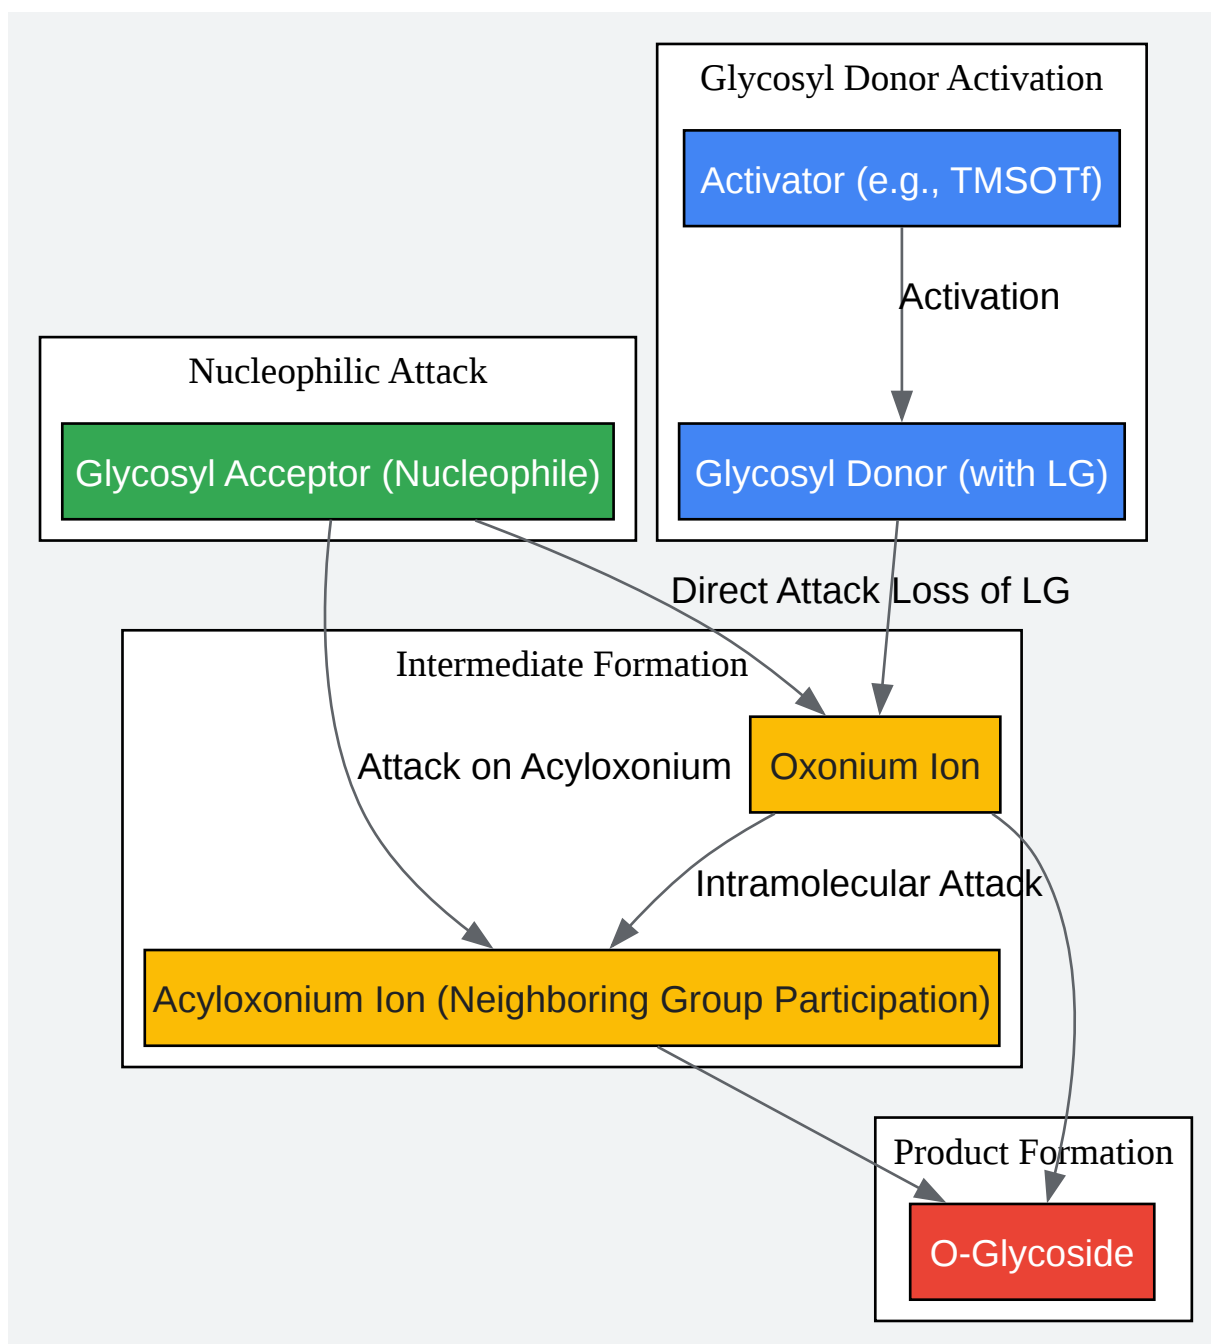 Glycosyl Donor Activation
Activator (e.g., TMSOTf)
Activation
Nucleophilic Attack
Glycosyl Acceptor (Nucleophile)
Glycosyl Donor (with LG)
Direct Attack
Loss of LG
Intermediate Formation
Attack on Acyloxonium
Oxonium Ion
Intramolecular Attack
Acyloxonium Ion (Neighboring Group Participation)
Product Formation
O-Glycoside